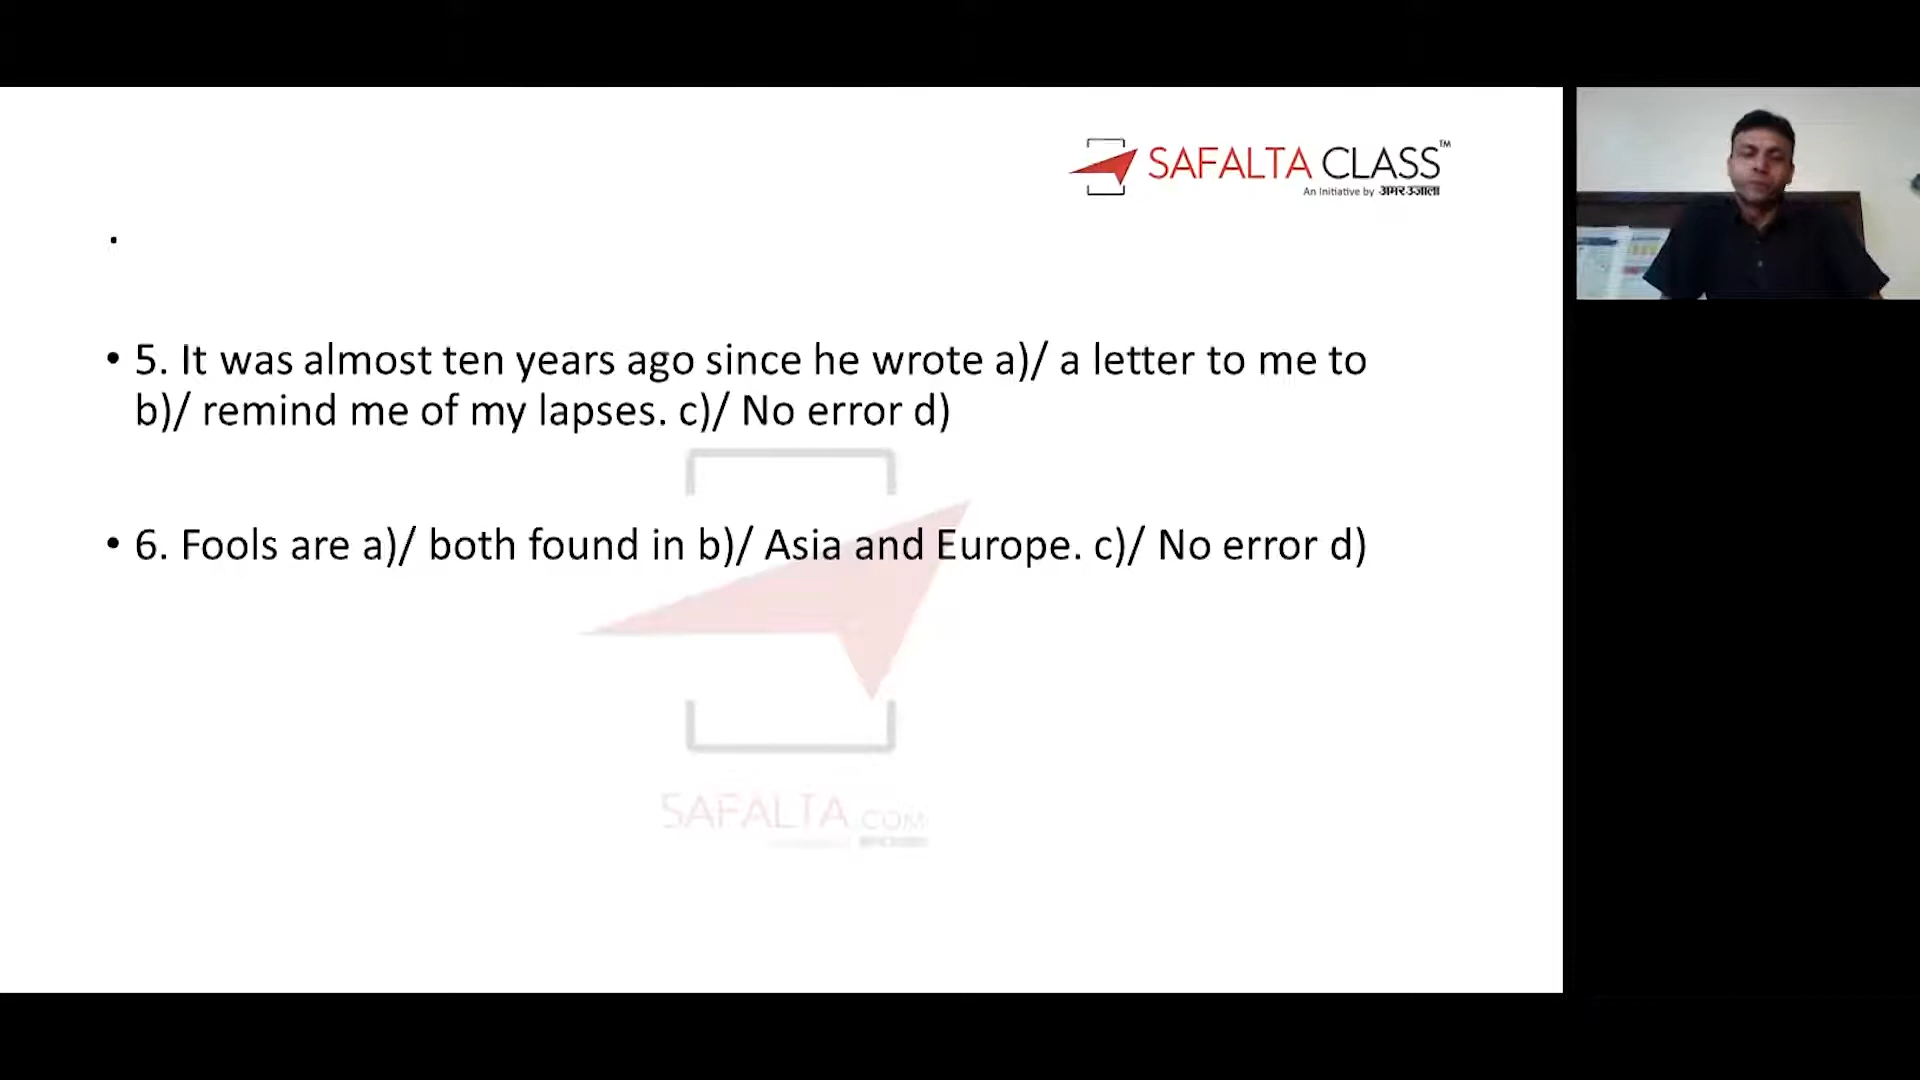 SAFALTA CLASS™
An Initiative by अमर उजाला
.
• 5. It was almost ten years ago since he wrote a)/ a letter to me to
b)/ remind me of my lapses. c)/ No error d)
• 6. Fools are a)/ both found in b)/ Asia and Europe. c)/ No error d)
SAFALTA.COM